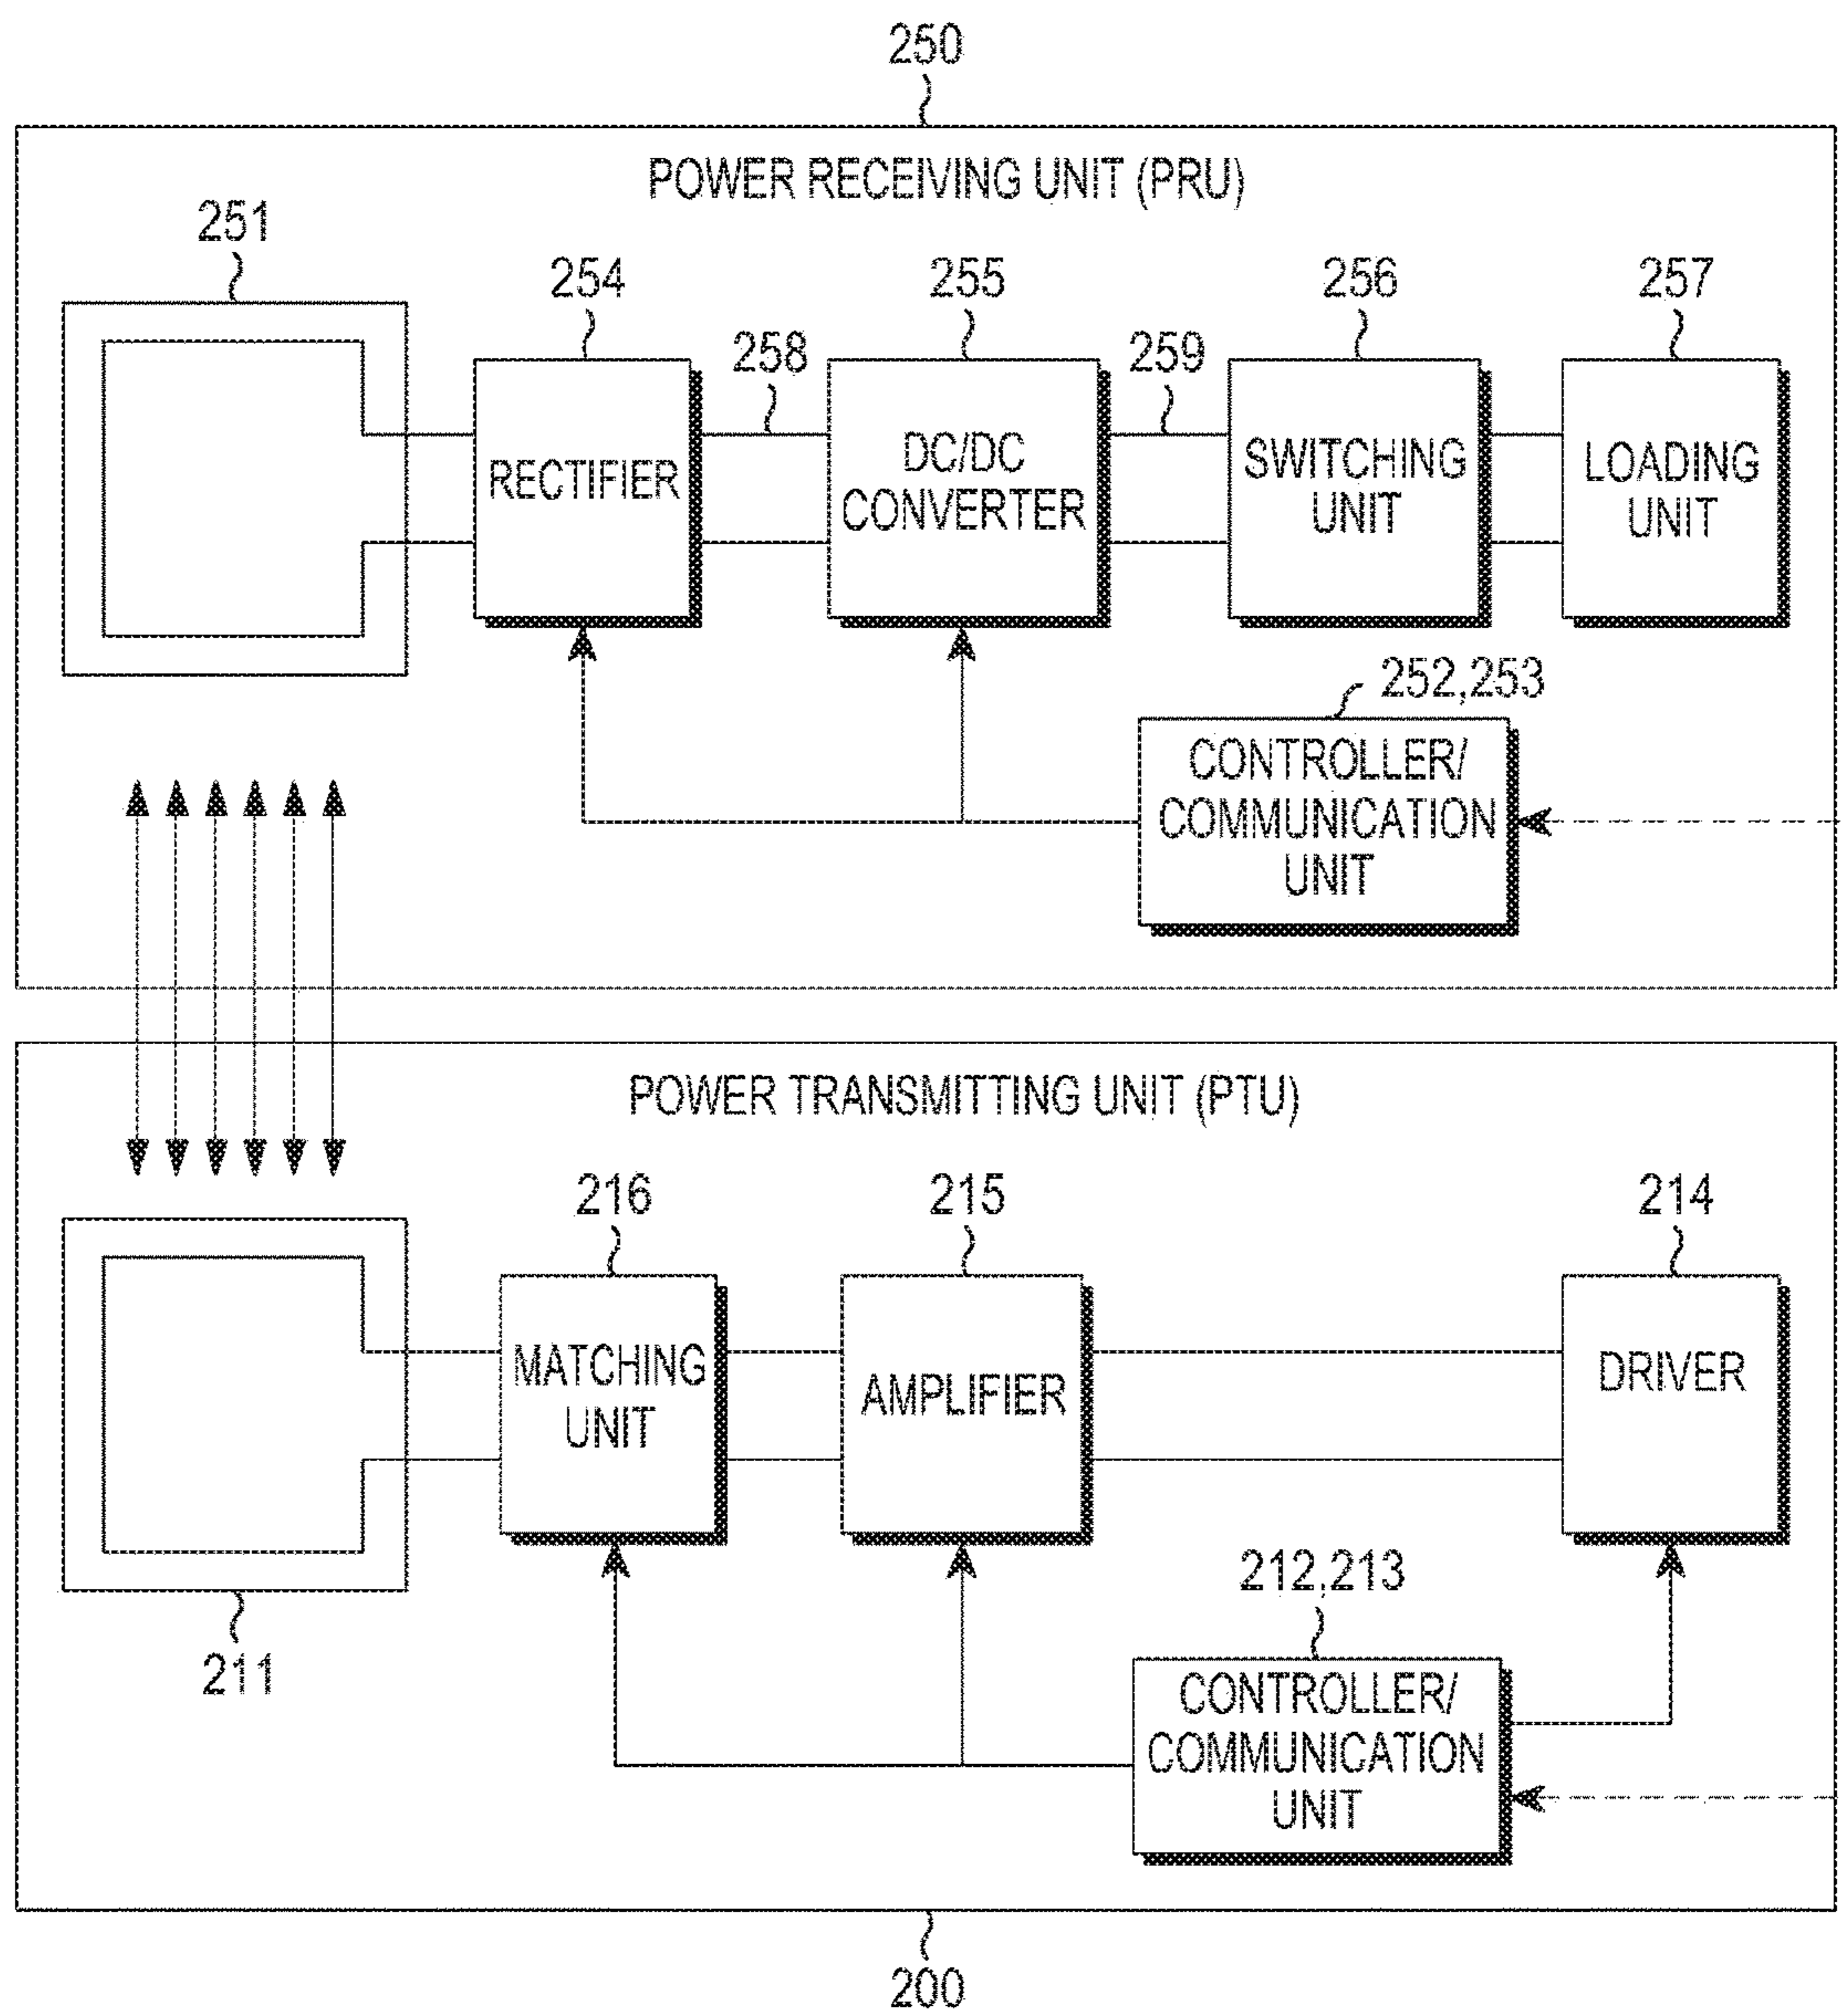 250
POWER RECEIVING UNIT (PRU)
251
254
255
256
257
258
259
RECTIFIER
DC/DC
CONVERTER
SWITCHING
UNIT
LOADING
UNIT
252,253
CONTROLLER/
COMMUNICATION
UNIT
POWER TRANSMITTING UNIT (PTU)
216
215
214
MATCHING
UNIT
AMPLIFIER
DRIVER
211
212,213
CONTROLLER/
COMMUNICATION
UNIT
200